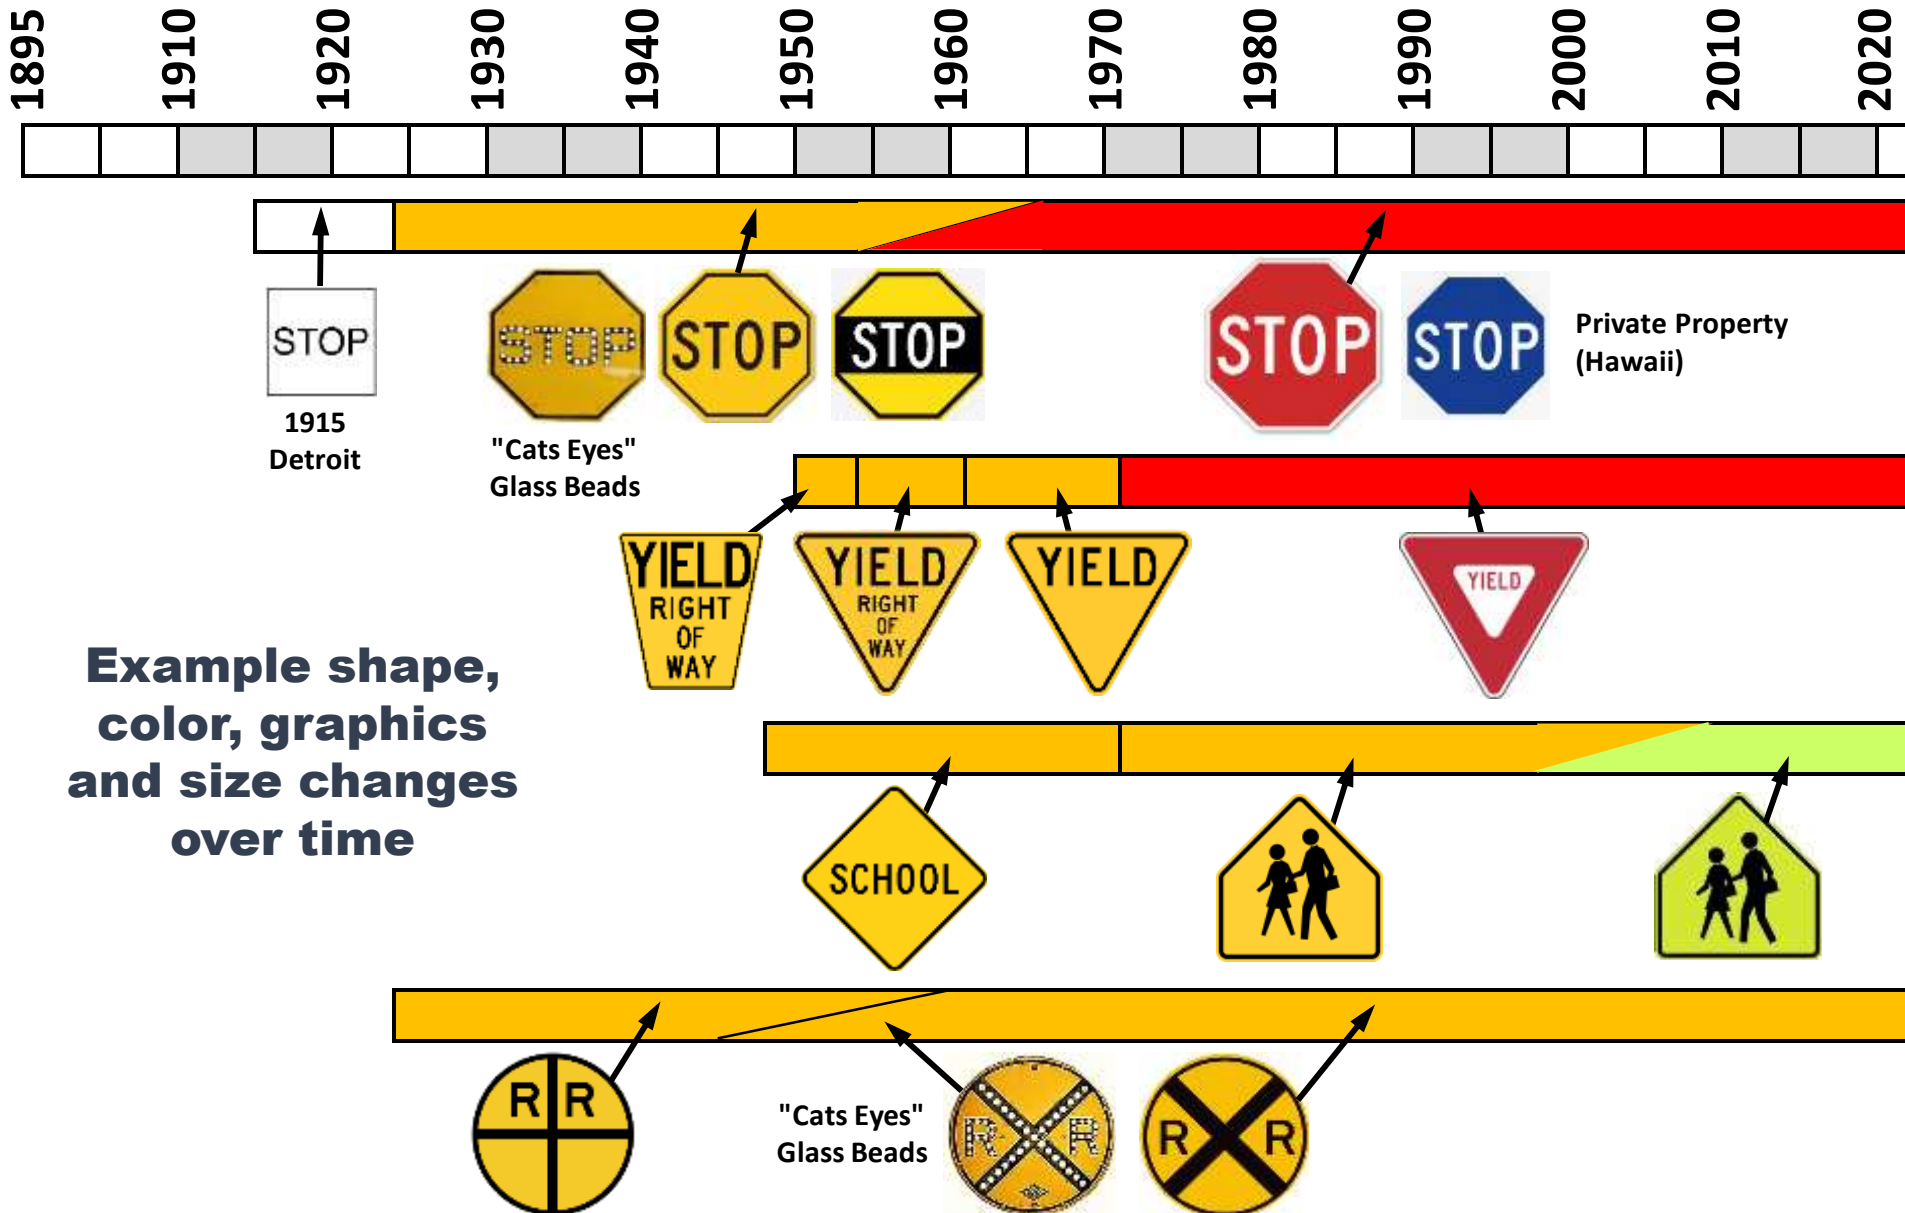 1895
1910
1920
1930
1940
1950
1960
1970
1980
1990
2000
2010
2020
STOP
1915
Detroit
STOP
"Cats Eyes"
Glass Beads
STOP
STOP
STOP
STOP
Private Property
(Hawaii)
YIELD
RIGHT
OF
WAY
YIELD
RIGHT
OF
WAY
YIELD
YIELD
Example shape,
color, graphics
and size changes
over time
SCHOOL
R R
"Cats Eyes"
Glass Beads
R R
R R